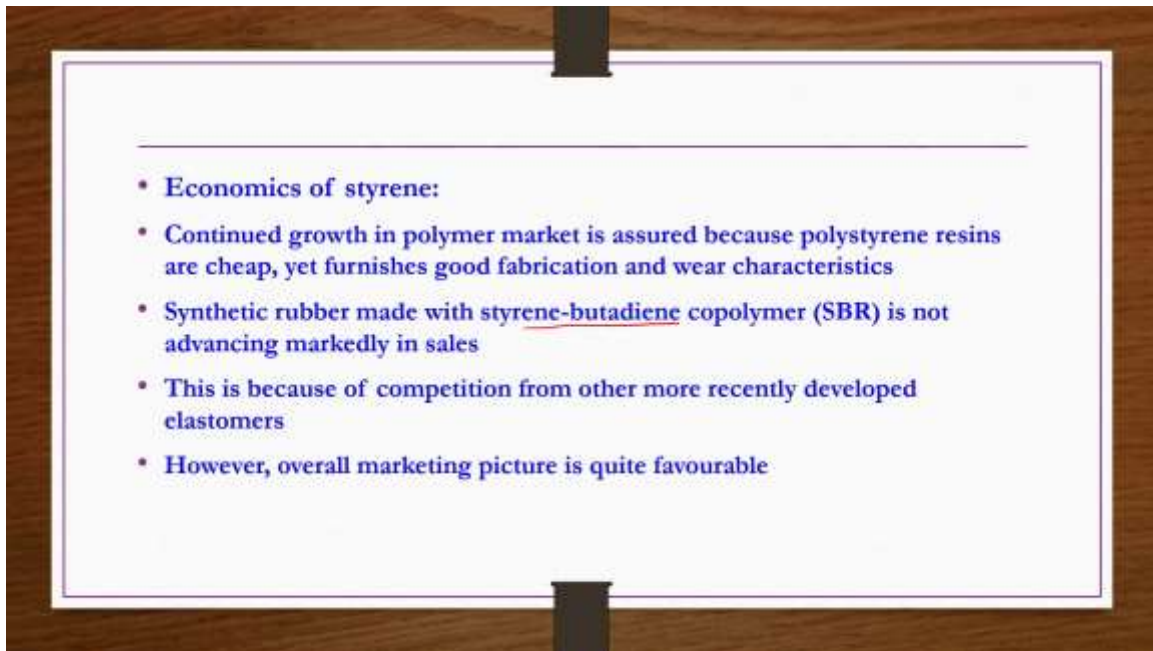 • Economics of styrene:
• Continued growth in polymer market is assured because polystyrene resins
are cheap, yet furnishes good fabrication and wear characteristics
• Synthetic rubber made with styrene-butadiene copolymer (SBR) is not
advancing markedly in sales
• This is because of competition from other more recently developed
elastomers
• However, overall marketing picture is quite favourable